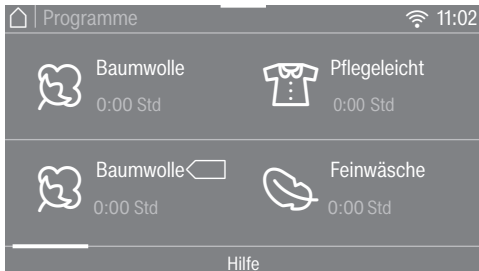 Programme 11:02
Baumwolle Pflegeleicht
0:00 Std 0:00 Std
Baumwolle Feinwäsche
0:00 Std 0:00 Std
Hilfe